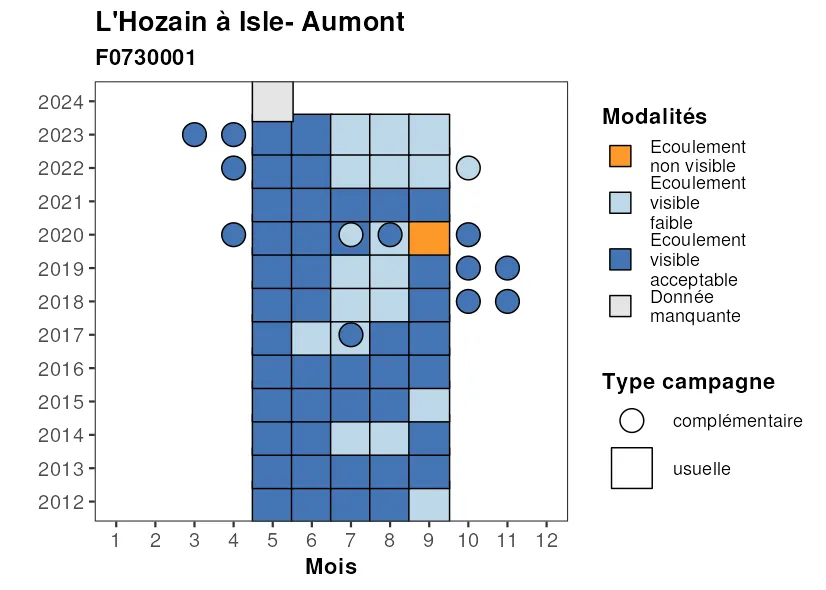 L'Hozain à Isle- Aumont
F0730001
2024
2023
2022
2021
2020
2019
2018
2017
2016
2015
2014
2013
2012
1 2 3 4 5 6 7 8 9 10 11 12
Mois
Modalités
Ecoulement
non visible
Ecoulement
visible
faible
Ecoulement
visible
acceptable
Donnée
manquante
Type campagne
complémentaire
usuelle